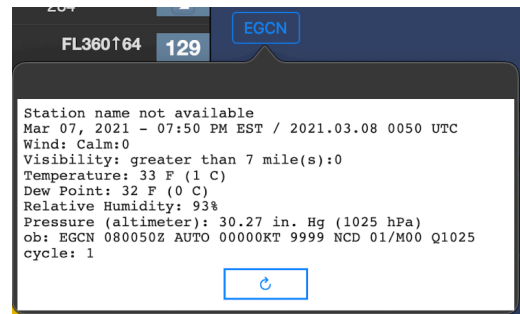 FL360↑64
129
EGCN
Station name not available
Mar 07, 2021 - 07:50 PM EST / 2021.03.08 0050 UTC
Wind: Calm:0
Visibility: greater than 7 mile(s):0
Temperature: 33 F (1 C)
Dew Point: 32 F (0 C)
Relative Humidity: 93%
Pressure (altimeter): 30.27 in. Hg (1025 hPa)
ob: EGCN 080050Z AUTO 00000KT 9999 NCD 01/M00 Q1025
cycle: 1